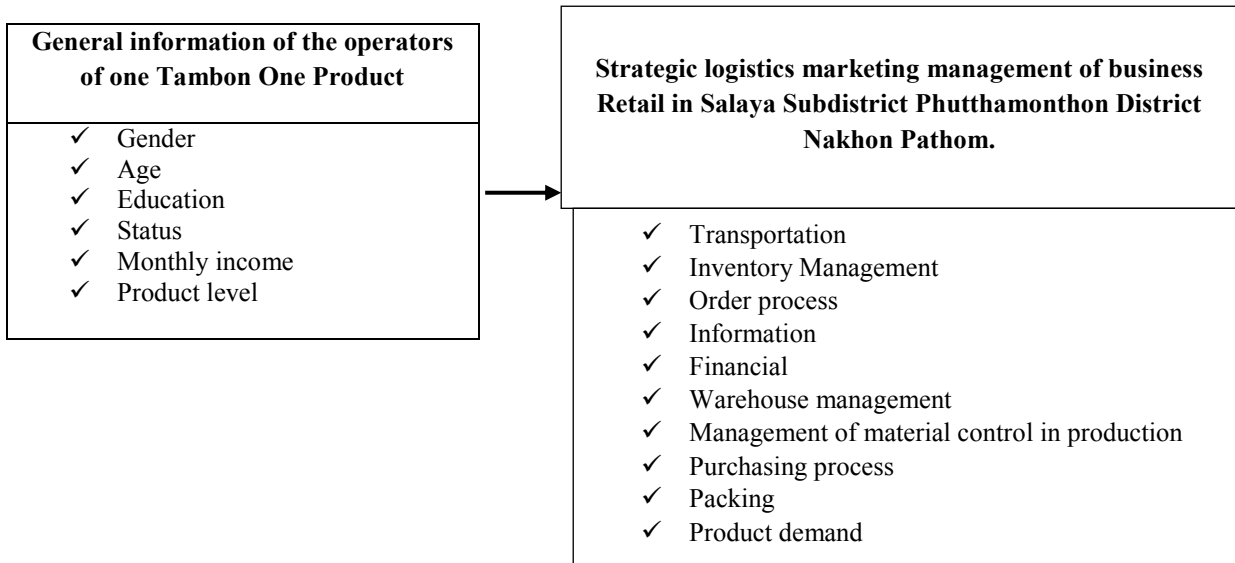 General information of the operators
of one Tambon One Product
✓ Gender
✓ Age
✓ Education
✓ Status
✓ Monthly income
✓ Product level
Strategic logistics marketing management of business
Retail in Salaya Subdistrict Phutthamonthon District
Nakhon Pathom.
✓ Transportation
✓ Inventory Management
✓ Order process
✓ Information
✓ Financial
✓ Warehouse management
✓ Management of material control in production
✓ Purchasing process
✓ Packing
✓ Product demand